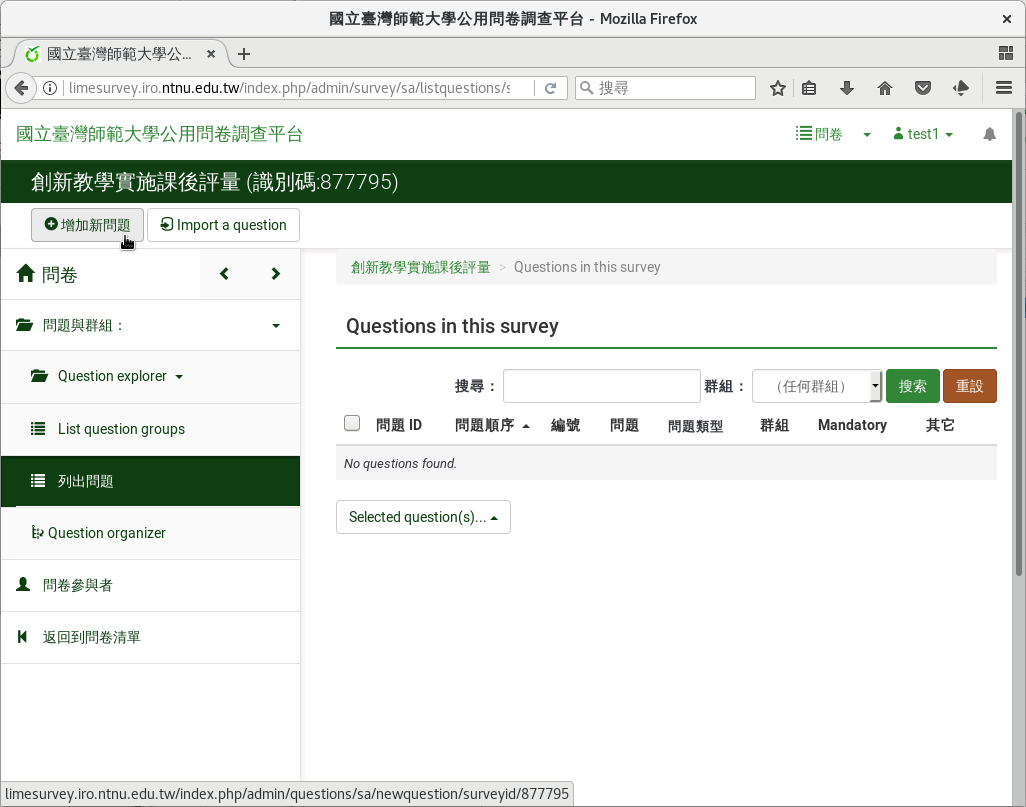 國立臺灣師範大學公用問卷調查平台 - Mozilla Firefox
國立臺灣師範大學公...
limesurvey.iro.ntnu.edu.tw/index.php/admin/survey/sa/listquestions/s
搜尋
國立臺灣師範大學公用問卷調查平台
問卷
test1
創新教學實施課後評量 (識別碼:877795)
增加新問題
Import a question
問卷
問題與群組：
Question explorer
List question groups
列出問題
Question organizer
問卷參與者
返回到問卷清單
創新教學實施課後評量 > Questions in this survey
Questions in this survey
搜尋： 群組： （任何群組） 搜索 重設
問題 ID 問題順序 編號 問題 問題類型 群組 Mandatory 其它
No questions found.
Selected question(s)...
limesurvey.iro.ntnu.edu.tw/index.php/admin/questions/sa/newquestion/surveyid/877795